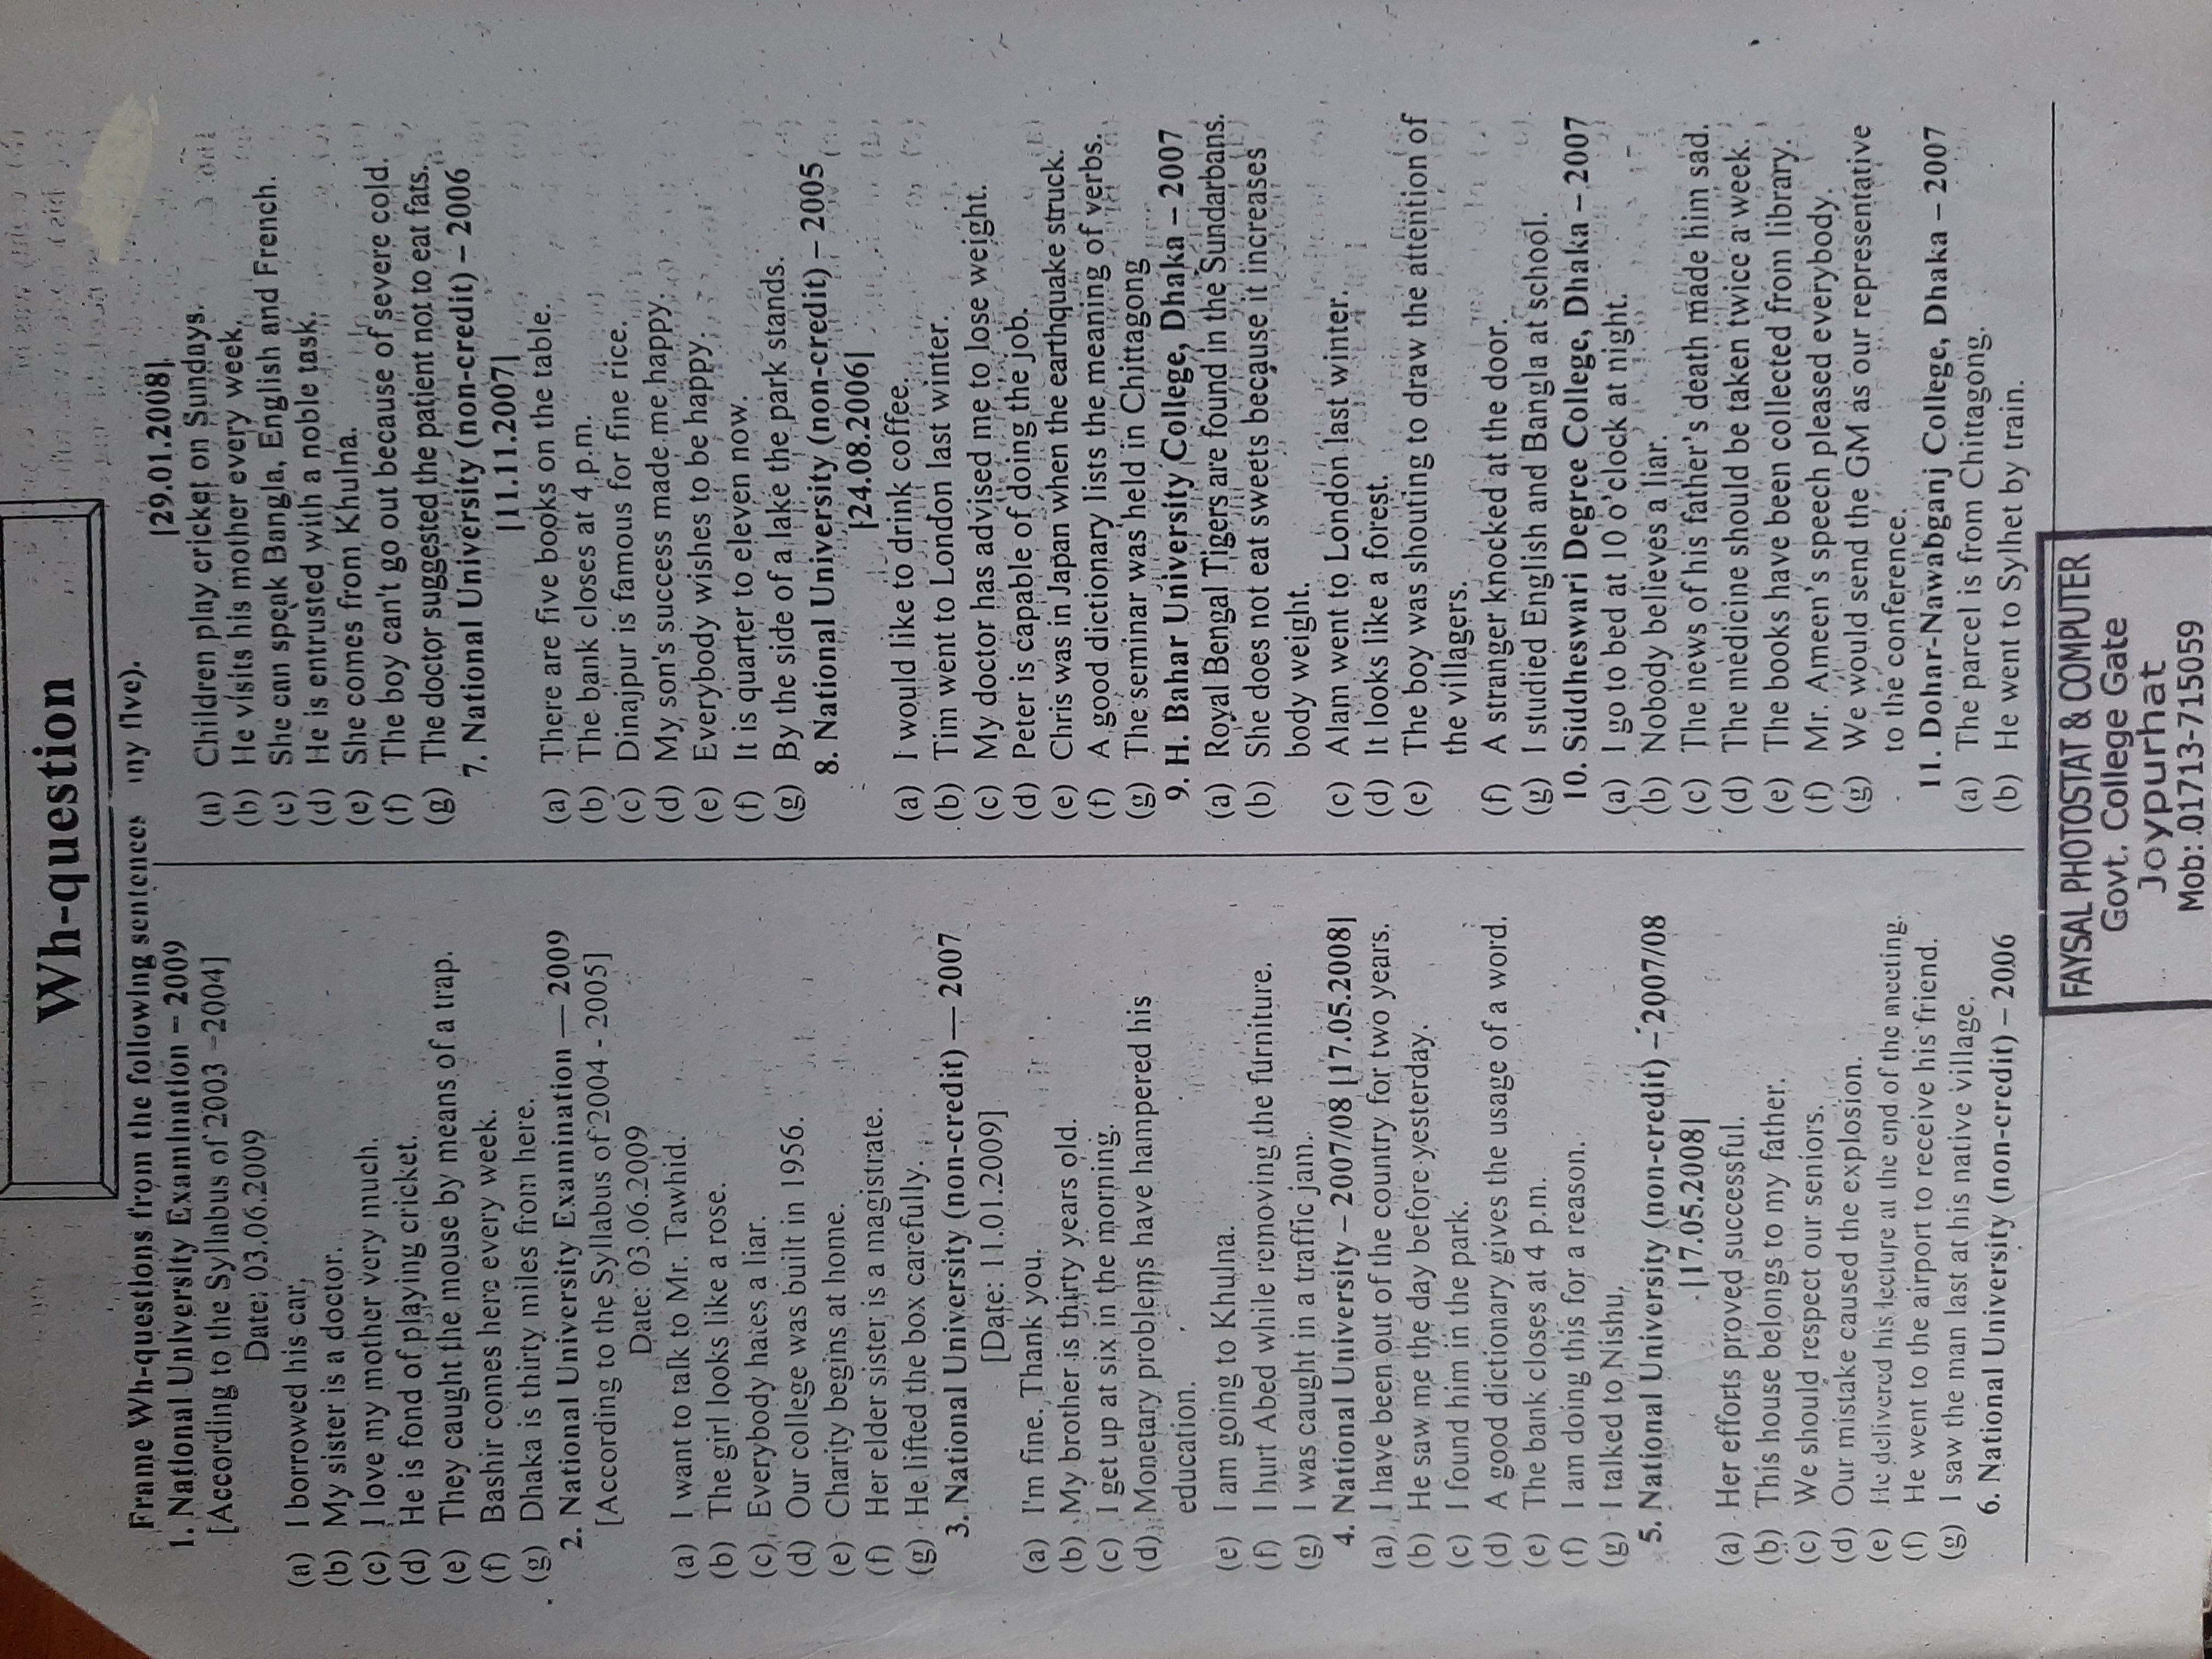 Wh-question
Frame Wh-questions from the following sentences iny five).
1. National University Examination – 2009
[According to the Syllabus of 2003 –2004]
Date: 03.06.2009
(a) I borrowed his car,
(b) My sister is a doctor.
(c) I love my mother very much.
(d) He is fond of playing cricket.
(e) They caught the mouse by means of a trap.
(f) Bashir comes here every week.
(g) Dhaka is thirty miles from here.
2. National University Examination — 2009
[According to the Syllabus of 2004 - 2005]
Date: 03.06.2009
(a) I want to talk to Mr. Tawhid.
(b) The girl looks like a rose.
(c) Everybody hates a liar.
(d) Our college was built in 1956.
(e) Charity begins at home.
(f) Her elder sister is a magistrate.
(g) He lifted the box carefully.
3. National University (non-credit) — 2007
[Date: 11.01.2009]
(a) I'm fine. Thank you.
(b) My brother is thirty years old.
(c) I get up at six in the morning.
(d) Monetary problems have hampered his
education.
(e) I am going to Khulna.
(f) I hurt Abed while removing the furniture.
(g) I was caught in a traffic jam.
4. National University – 2007/08 [17.05.2008]
(a) I have been out of the country for two years.
(b) He saw me the day before yesterday.
(c) I found him in the park.
(d) A good dictionary gives the usage of a word.
(e) The bank closes at 4 p.m.
(f) I am doing this for a reason.
(g) I talked to Nishu,
5. National University (non-credit) – 2007/08
[17.05.2008]
(a) Her efforts proved successful.
(b) This house belongs to my father.
(c) We should respect our seniors.
(d) Our mistake caused the explosion.
(e) He delivered his lecture at the end of the meeting.
(f) He went to the airport to receive his friend.
(g) I saw the man last at his native village.
6. National University (non-credit) – 2006
[29.01.2008]
(a) Children play cricket on Sundays.
(b) He visits his mother every week.
(c) She can speak Bangla, English and French.
(d) He is entrusted with a noble task.
(e) She comes from Khulna.
(f) The boy can't go out because of severe cold.
(g) The doctor suggested the patient not to eat fats.
7. National University (non-credit) – 2006
[11.11.2007]
(a) There are five books on the table.
(b) The bank closes at 4 p.m.
(c) Dinajpur is famous for fine rice.
(d) My son's success made me happy.
(e) Everybody wishes to be happy.
(f) It is quarter to eleven now.
(g) By the side of a lake the park stands.
8. National University (non-credit) – 2005
[24.08.2006]
(a) I would like to drink coffee.
(b) Tim went to London last winter.
(c) My doctor has advised me to lose weight.
(d) Peter is capable of doing the job.
(e) Chris was in Japan when the earthquake struck.
(f) A good dictionary lists the meaning of verbs.
(g) The seminar was held in Chittagong
9. H. Bahar University College, Dhaka – 2007
(a) Royal Bengal Tigers are found in the Sundarbans.
(b) She does not eat sweets because it increases
body weight.
(c) Alam went to London last winter.
(d) It looks like a forest.
(e) The boy was shouting to draw the attention of
the villagers.
(f) A stranger knocked at the door.
(g) I studied English and Bangla at school.
10. Siddheswari Degree College, Dhaka – 2007
(a) I go to bed at 10 o'clock at night.
(b) Nobody believes a liar.
(c) The news of his father's death made him sad.
(d) The medicine should be taken twice a week.
(e) The books have been collected from library.
(f) Mr. Ameen's speech pleased everybody.
(g) We would send the GM as our representative
to the conference.
11. Dohar-Nawabganj College, Dhaka – 2007
(a) The parcel is from Chittagong.
(b) He went to Sylhet by train.
FAYSAL PHOTOSTAT & COMPUTER
Govt. College Gate
Joypurhat
Mob: 01713-715059